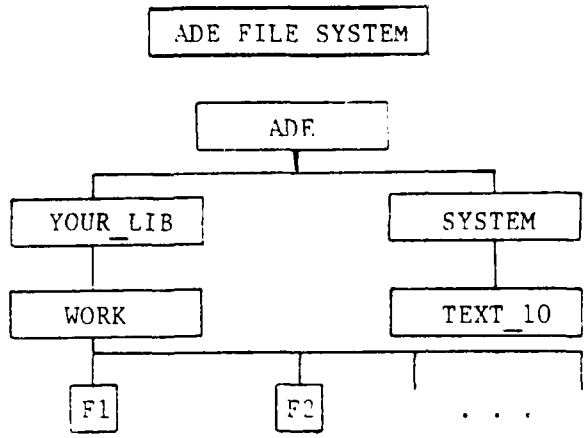 ADE FILE SYSTEM
ADE
YOUR_LIB
SYSTEM
WORK
TEXT_IO
F1
F2
. . .